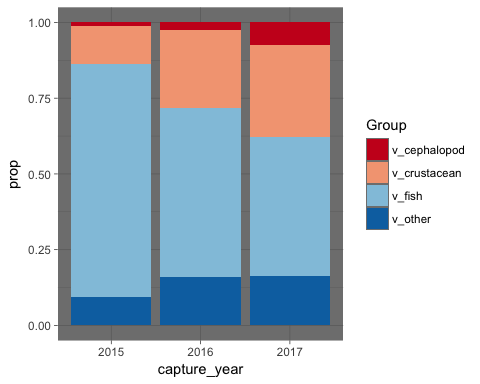 1.00
0.75
0.50
0.25
0.00
prop
2015 2016 2017
capture_year
Group
v_cephalopod
v_crustacean
v_fish
v_other